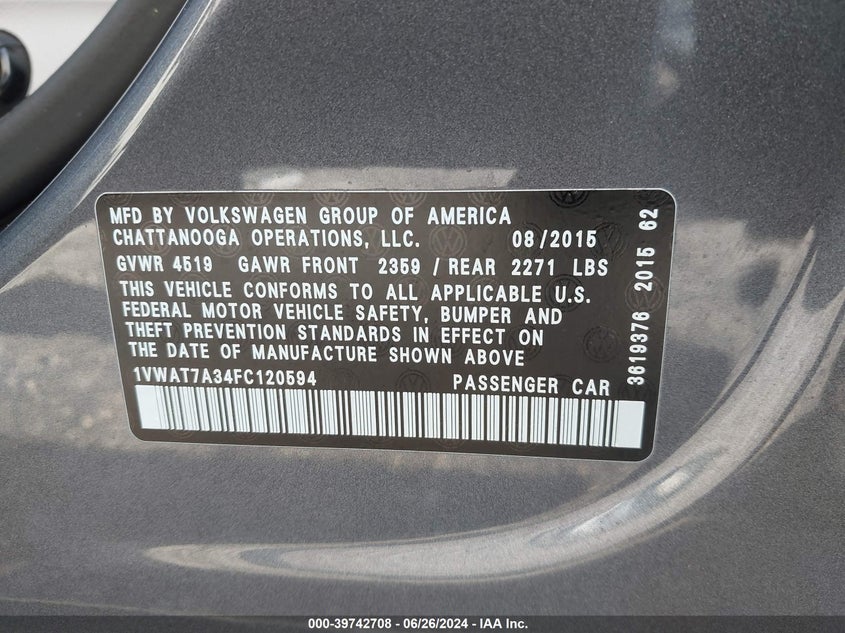 MFD BY VOLKSWAGEN GROUP OF AMERICA
CHATTANOOGA OPERATIONS, LLC. 08/2015
GVWR 4519 GAWR FRONT 2359 / REAR 2271 LBS
THIS VEHICLE CONFORMS TO ALL APPLICABLE U.S.
FEDERAL MOTOR VEHICLE SAFETY, BUMPER AND
THEFT PREVENTION STANDARDS IN EFFECT ON
THE DATE OF MANUFACTURE SHOWN ABOVE
1VWAT7A34FC120594 PASSENGER CAR
3619376 2015 62
000-39742708 - 06/26/2024 - IAA Inc.